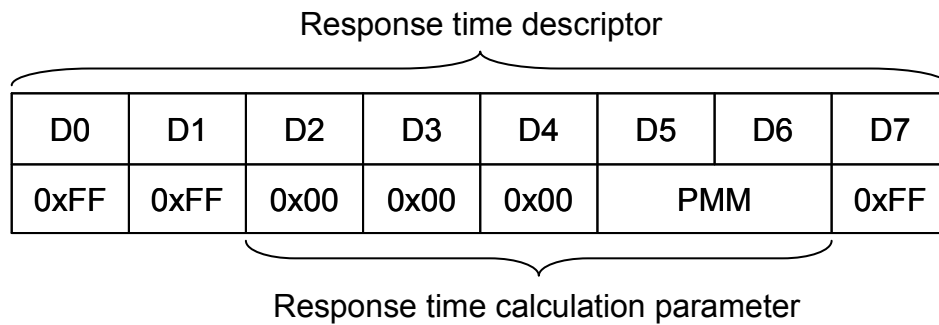 Response time descriptor
D0 D1 D2 D3 D4 D5 D6 D7
0xFF 0xFF 0x00 0x00 0x00 PMM 0xFF
Response time calculation parameter